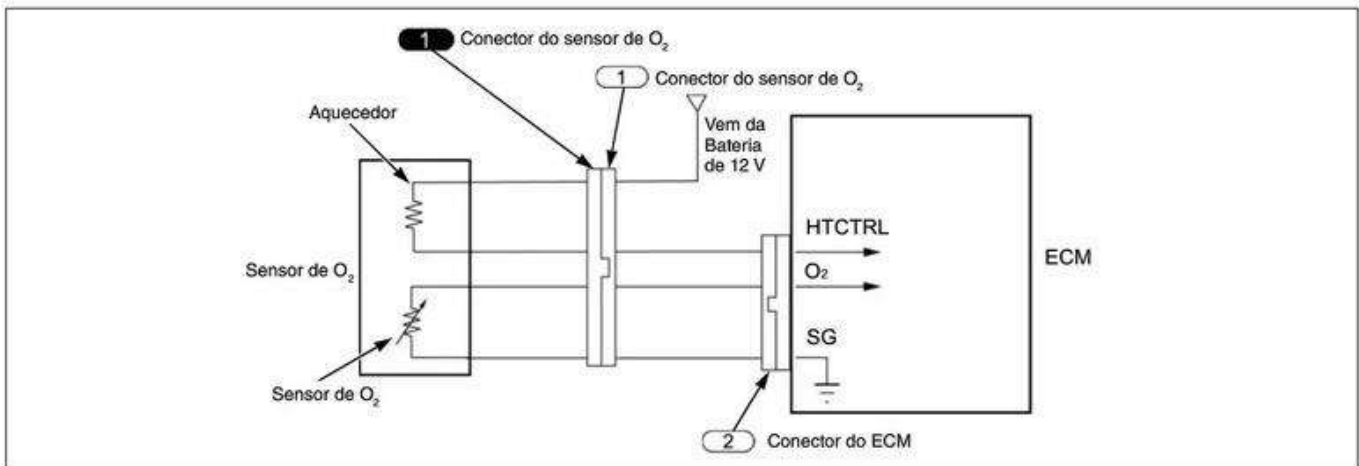 1 Conector do sensor de O₂
1 Conector do sensor de O₂
Aquecedor
Vem da
Bateria
de 12 V
HTCTRL
ECM
Sensor de O₂
O₂
SG
Sensor de O₂
2 Conector do ECM